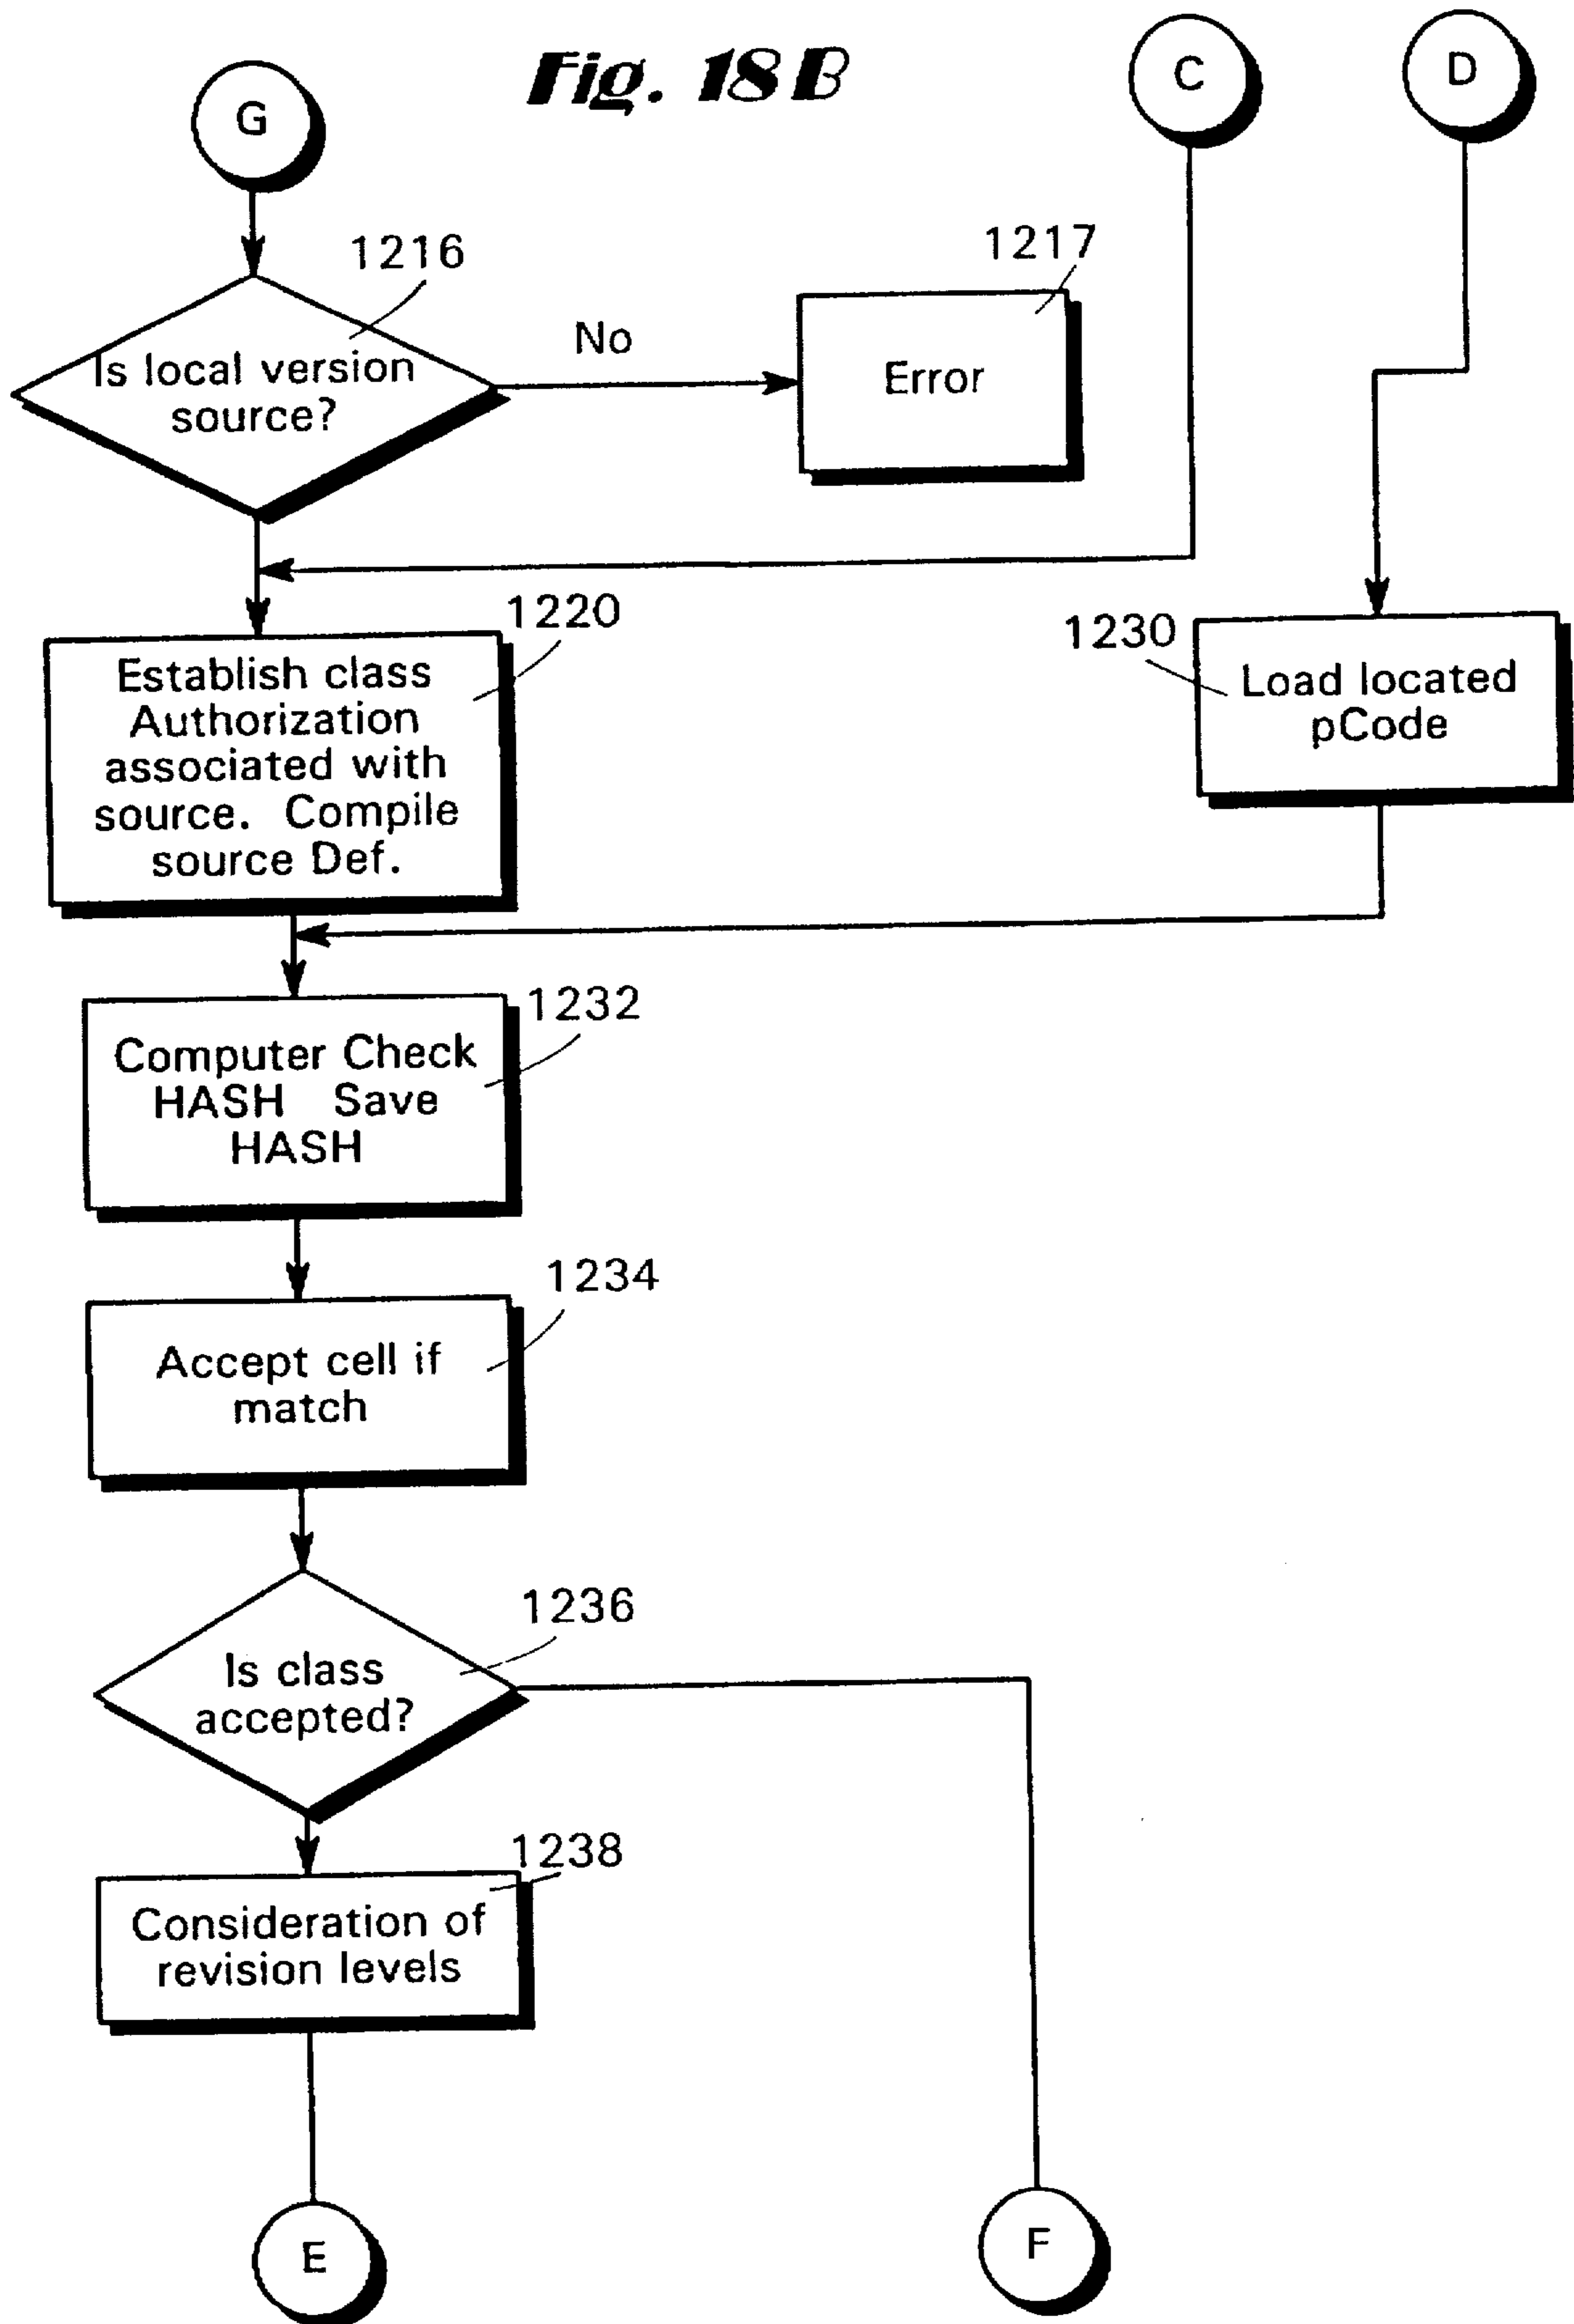 Fig. 18B
G
C
D
1216
Is local version
source?
No
1217
Error
1220
Establish class
Authorization
associated with
source. Compile
source Def.
1230
Load located
pCode
1232
Computer Check
HASH Save
HASH
1234
Accept cell if
match
1236
Is class
accepted?
1238
Consideration of
revision levels
E
F